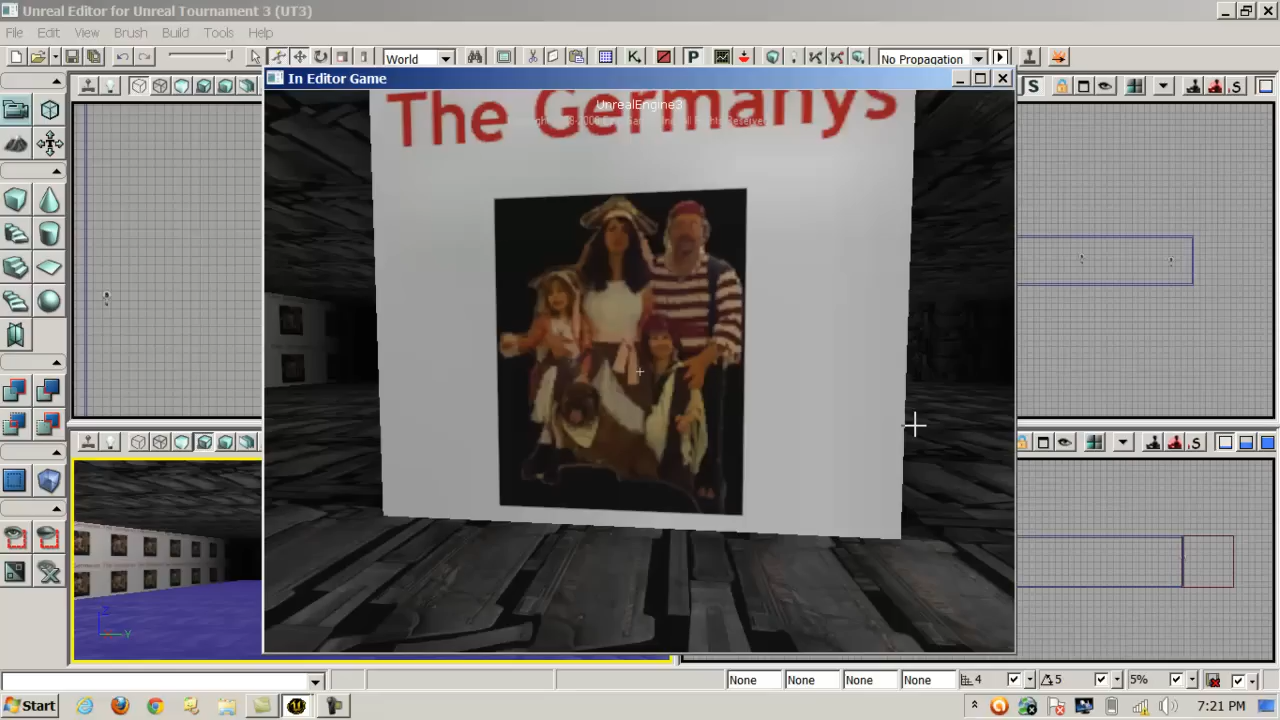 Unreal Editor for Unreal Tournament 3 (UT3)
File Edit View Brush Build Tools Help
World
No Propagation
In Editor Game
The Germanys
UnrealEngine3
None None None None
4 5 5%
Start
7:21 PM